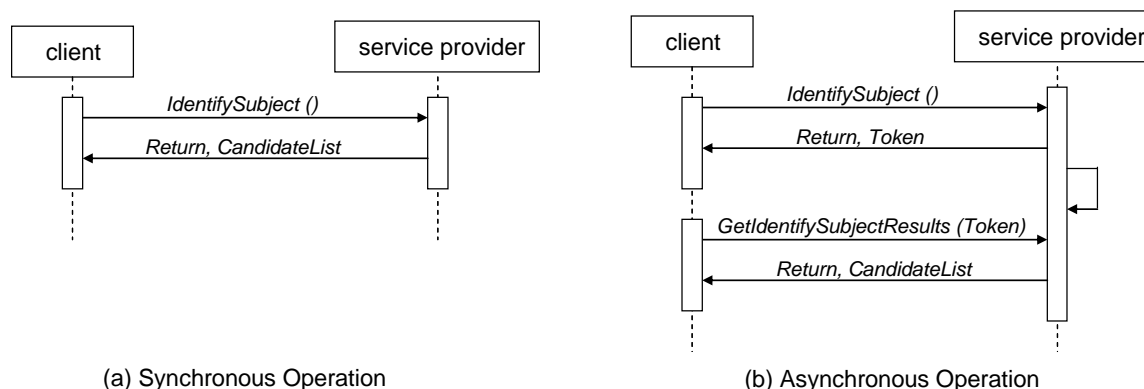 client
service provider
IdentifySubject ()
Return, CandidateList
(a) Synchronous Operation
client
service provider
IdentifySubject ()
Return, Token
GetIdentifySubjectResults (Token)
Return, CandidateList
(b) Asynchronous Operation